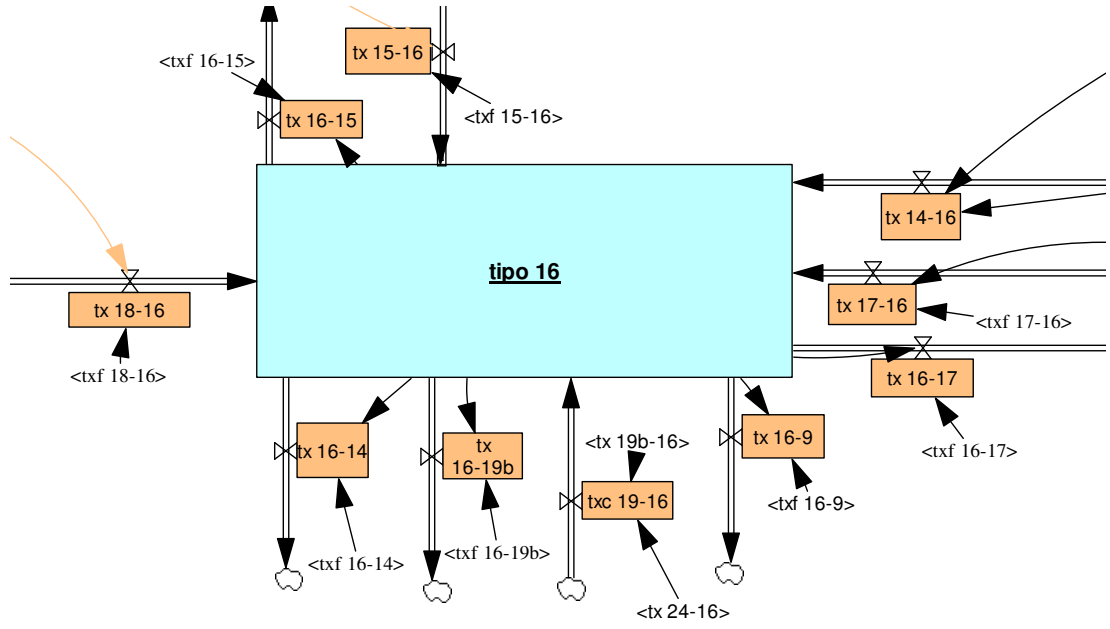 tx 15-16
<txf 16-15>
<txf 15-16>
tx 16-15
tx 14-16
tipo 16
tx 18-16
tx 17-16
<txf 17-16>
<txf 18-16>
tx 16-17
<txf 16-17>
tx 16-14
tx
16-19b
<tx 19b-16>
tx 16-9
txc 19-16
<txf 16-9>
<txf 16-14>
<txf 16-19b>
<tx 24-16>